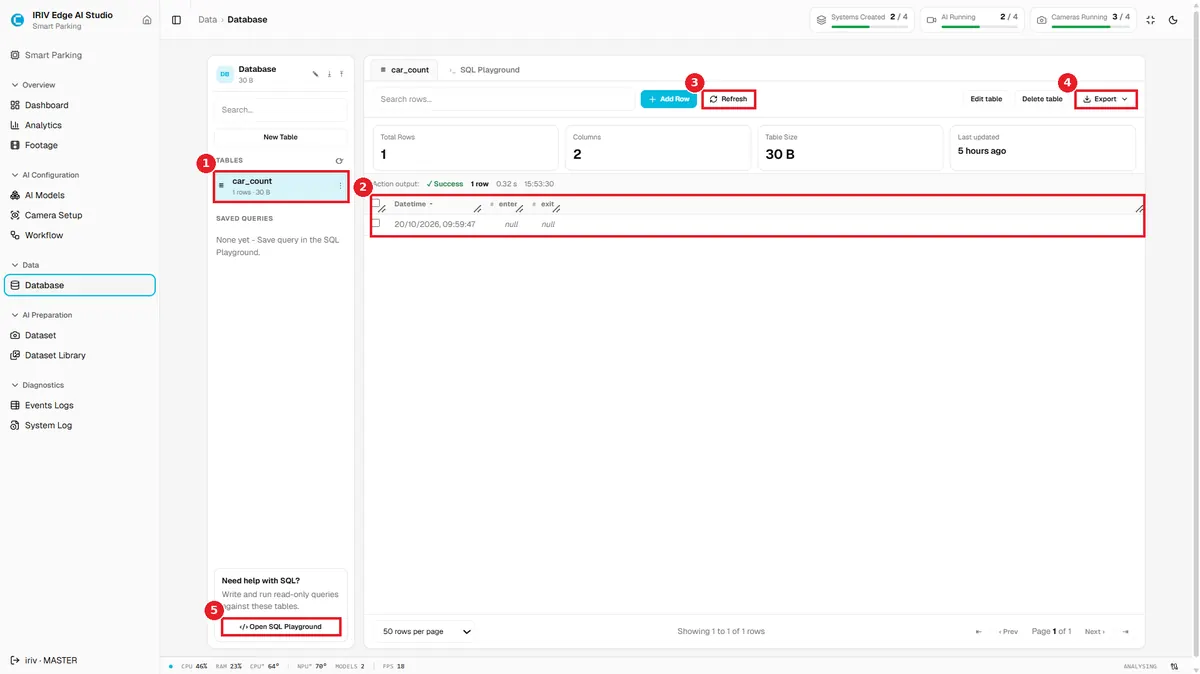 IRIV Edge AI Studio
Smart Parking
Data › Database
Systems Created 2 / 4
AI Running 2 / 4
Cameras Running 3 / 4
Smart Parking
Overview
Dashboard
Analytics
Footage
AI Configuration
AI Models
Camera Setup
Workflow
Data
Database
AI Preparation
Dataset
Dataset Library
Diagnostics
Events Logs
System Log
iriv · MASTER
DB
Database
30 B
Search...
New Table
1
TABLES
car_count
1 rows · 30 B
SAVED QUERIES
None yet - Save query in the SQL
Playground.
Need help with SQL?
Write and run read-only queries
against these tables.
5
</> Open SQL Playground
car_count
SQL Playground
Search rows...
+ Add Row
3
Refresh
Edit table
Delete table
4
Export
Total Rows
1
Columns
2
Table Size
30 B
Last updated
5 hours ago
2
Action output: ✓ Success 1 row 0.32 s 15:53:30
Datetime # enter # exit
20/10/2026, 09:59:47 null null
50 rows per page
Showing 1 to 1 of 1 rows
‹ Prev Page 1 of 1 Next ›
CPU 46% RAM 23% CPU° 64° NPU° 70° MODELS 2 FPS 18
ANALYSING